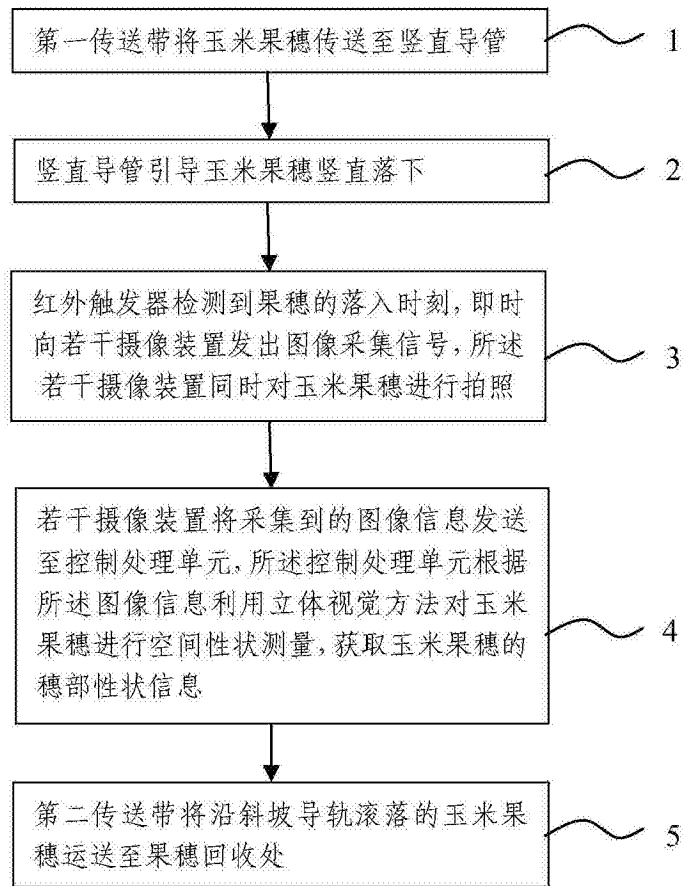 第一传送带将玉米果穗传送至竖直导管
1
竖直导管引导玉米果穗竖直落下
2
红外触发器检测到果穗的落入时刻,即时
向若干摄像装置发出图像采集信号,所述
若干摄像装置同时对玉米果穗进行拍照
3
若干摄像装置将采集到的图像信息发送
至控制处理单元,所述控制处理单元根据
所述图像信息利用立体视觉方法对玉米
果穗进行空间性状测量,获取玉米果穗的
穗部性状信息
4
第二传送带将沿斜坡导轨滚落的玉米果
穗运送至果穗回收处
5